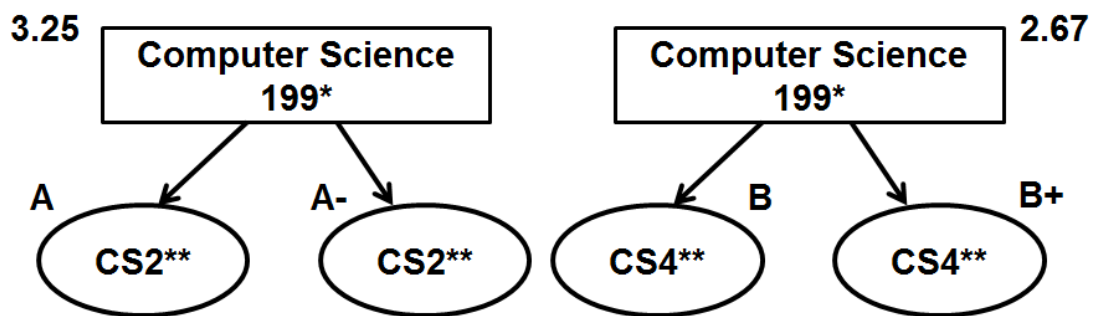 3.25
Computer Science
199*
Computer Science
199*
2.67
A
A-
B
B+
CS2**
CS2**
CS4**
CS4**